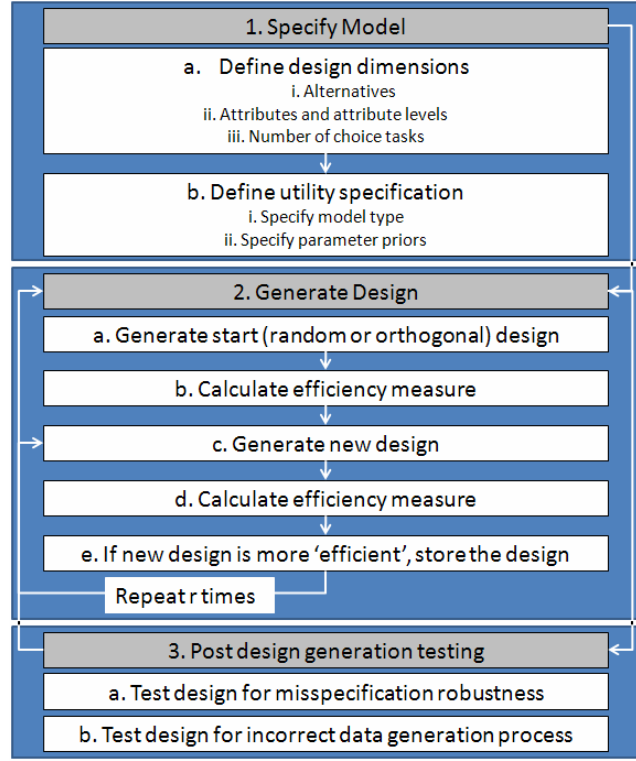 1. Specify Model
a. Define design dimensions
i. Alternatives
ii. Attributes and attribute levels
iii. Number of choice tasks
b. Define utility specification
i. Specify model type
ii. Specify parameter priors
2. Generate Design
a. Generate start (random or orthogonal) design
b. Calculate efficiency measure
c. Generate new design
d. Calculate efficiency measure
e. If new design is more ‘efficient’, store the design
Repeat r times
3. Post design generation testing
a. Test design for misspecification robustness
b. Test design for incorrect data generation process